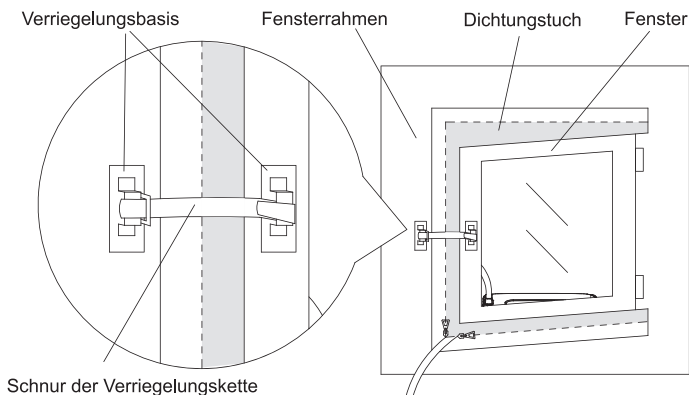 Verriegelungsbasis
Fensterrahmen
Dichtungstuch
Fenster
Schnur der Verriegelungskette